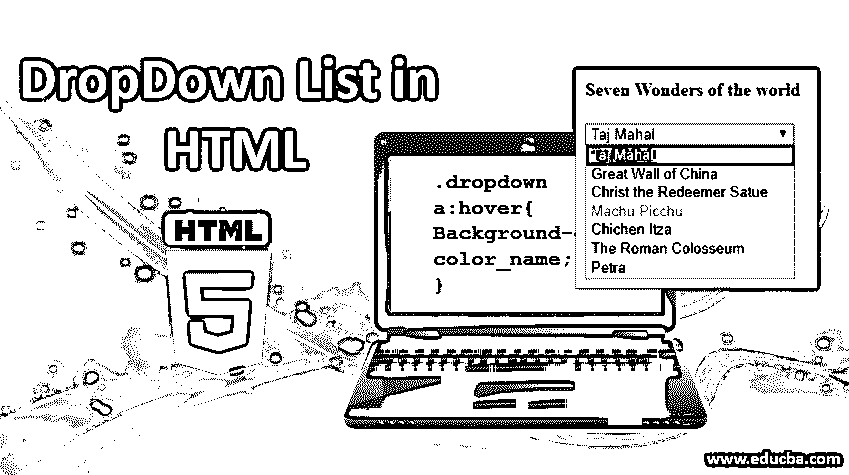 DropDown List in
HTML
HTML
5
.dropdown
a:hover{
Background-
color_name;
}
Seven Wonders of the world
Taj Mahal
Taj Mahal
Great Wall of China
Christ the Redeemer Satue
Machu Picchu
Chichen Itza
The Roman Colosseum
Petra
www.educba.com